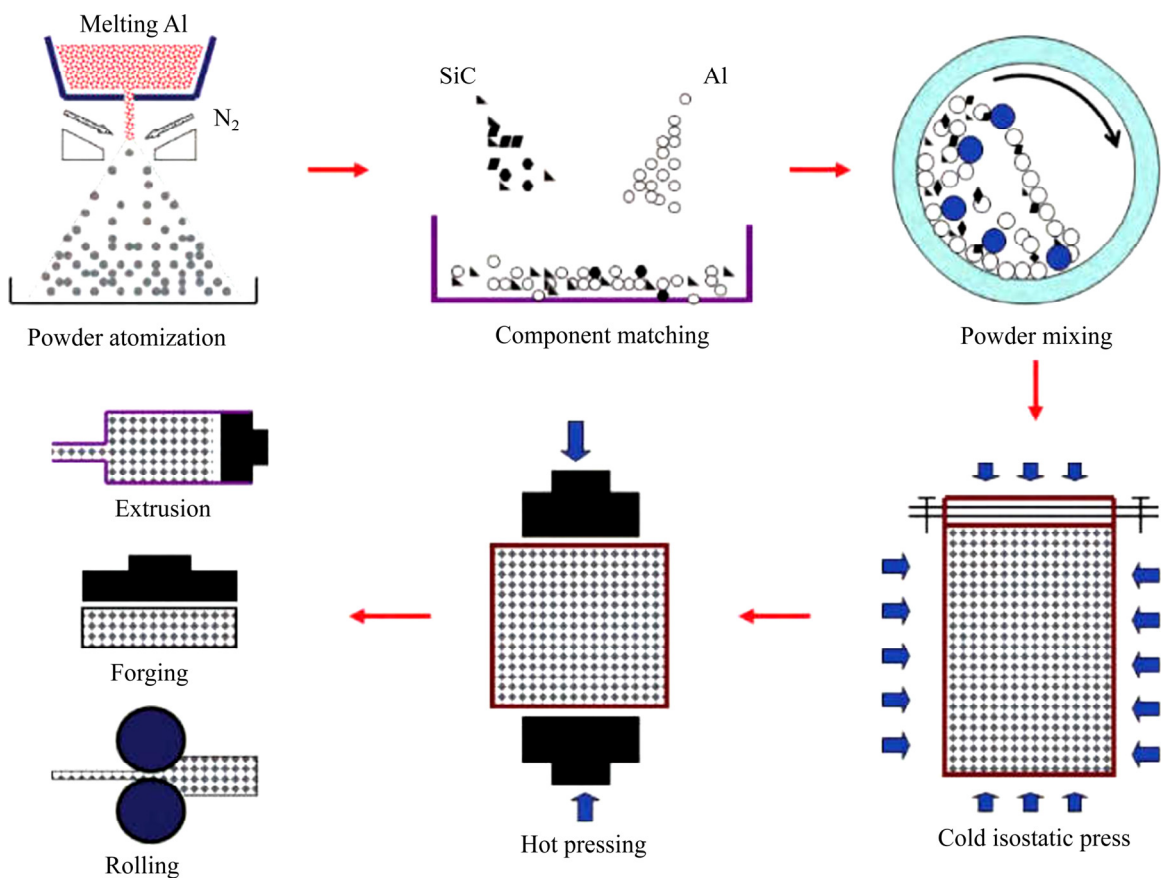 Melting Al
N₂
Powder atomization
SiC
Al
Component matching
Powder mixing
Extrusion
Forging
Rolling
Hot pressing
Cold isostatic press